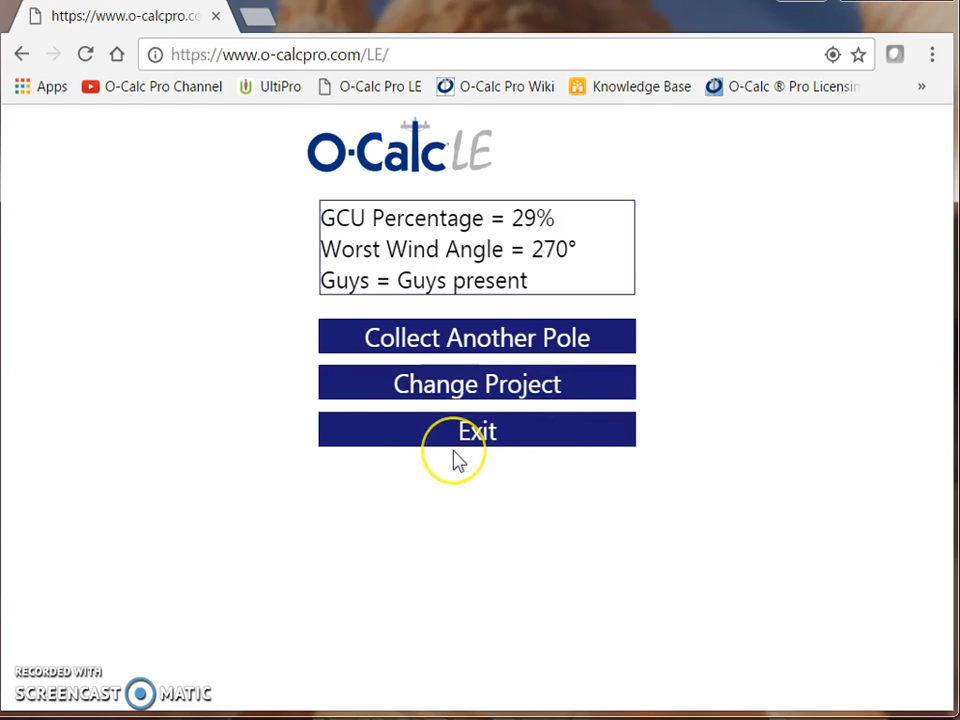 https://www.o-calcpro.cc
https://www.o-calcpro.com/LE/
Apps
O-Calc Pro Channel
UltiPro
O-Calc Pro LE
O-Calc Pro Wiki
Knowledge Base
O-Calc ® Pro Licensin
»
O-Calc LE
GCU Percentage = 29%
Worst Wind Angle = 270°
Guys = Guys present
Collect Another Pole
Change Project
Exit
RECORDED WITH
SCREENCAST MATIC